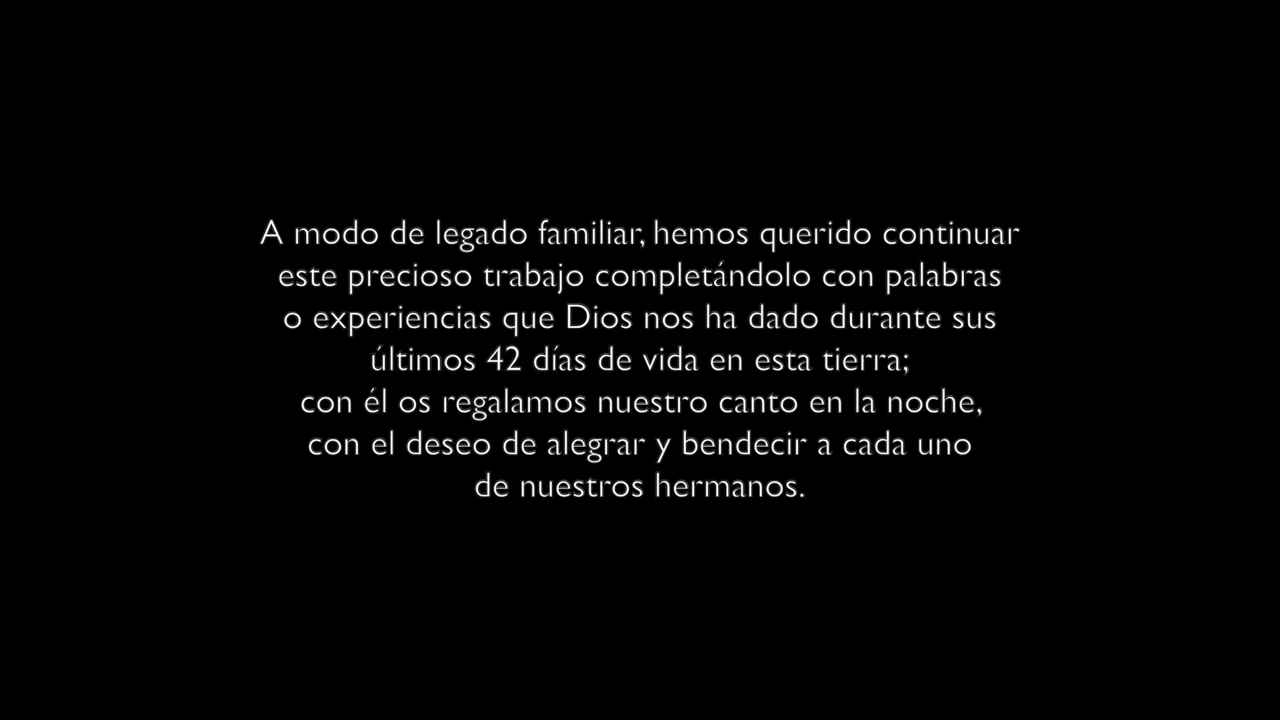 A modo de legado familiar, hemos querido continuar
este precioso trabajo completándolo con palabras
o experiencias que Dios nos ha dado durante sus
últimos 42 días de vida en esta tierra;
con él os regalamos nuestro canto en la noche,
con el deseo de alegrar y bendecir a cada uno
de nuestros hermanos.